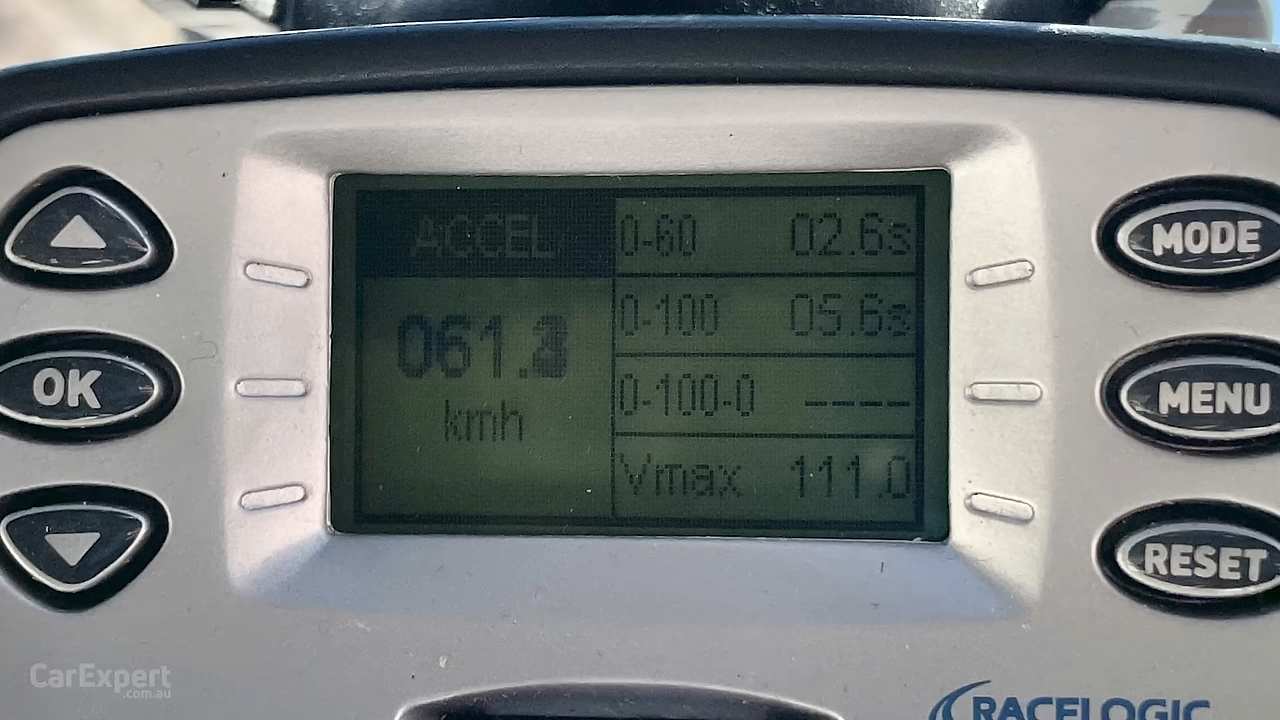 ACCEL
0-60 02.6s
0-100 05.6s
kmh
0-100-0 ----
Vmax 111.0
OK
MODE
MENU
RESET
CarExpert
.com.au
RACELOGIC